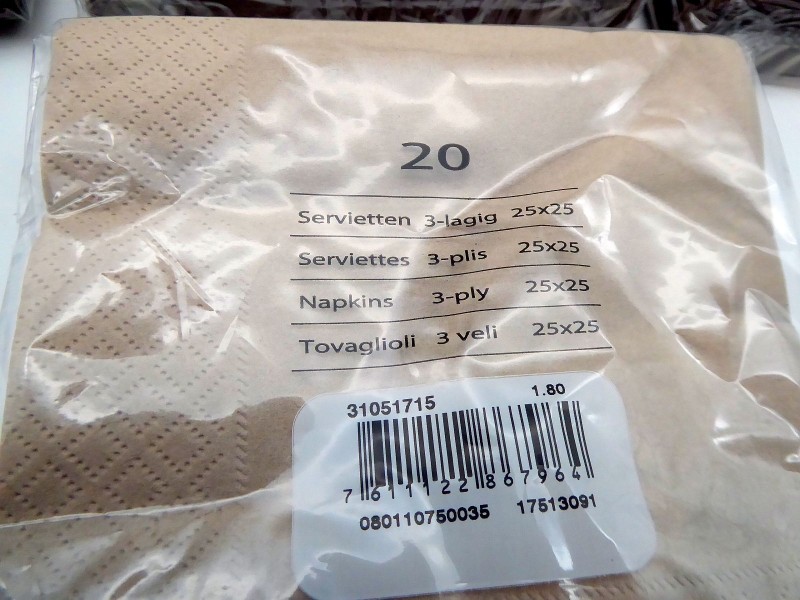 20
Servietten 3-lagig 25x25
Serviettes 3-plis 25x25
Napkins 3-ply 25x25
Tovaglioli 3 veli 25x25
31051715 1.80
7 611122 867964
080110750035 17513091